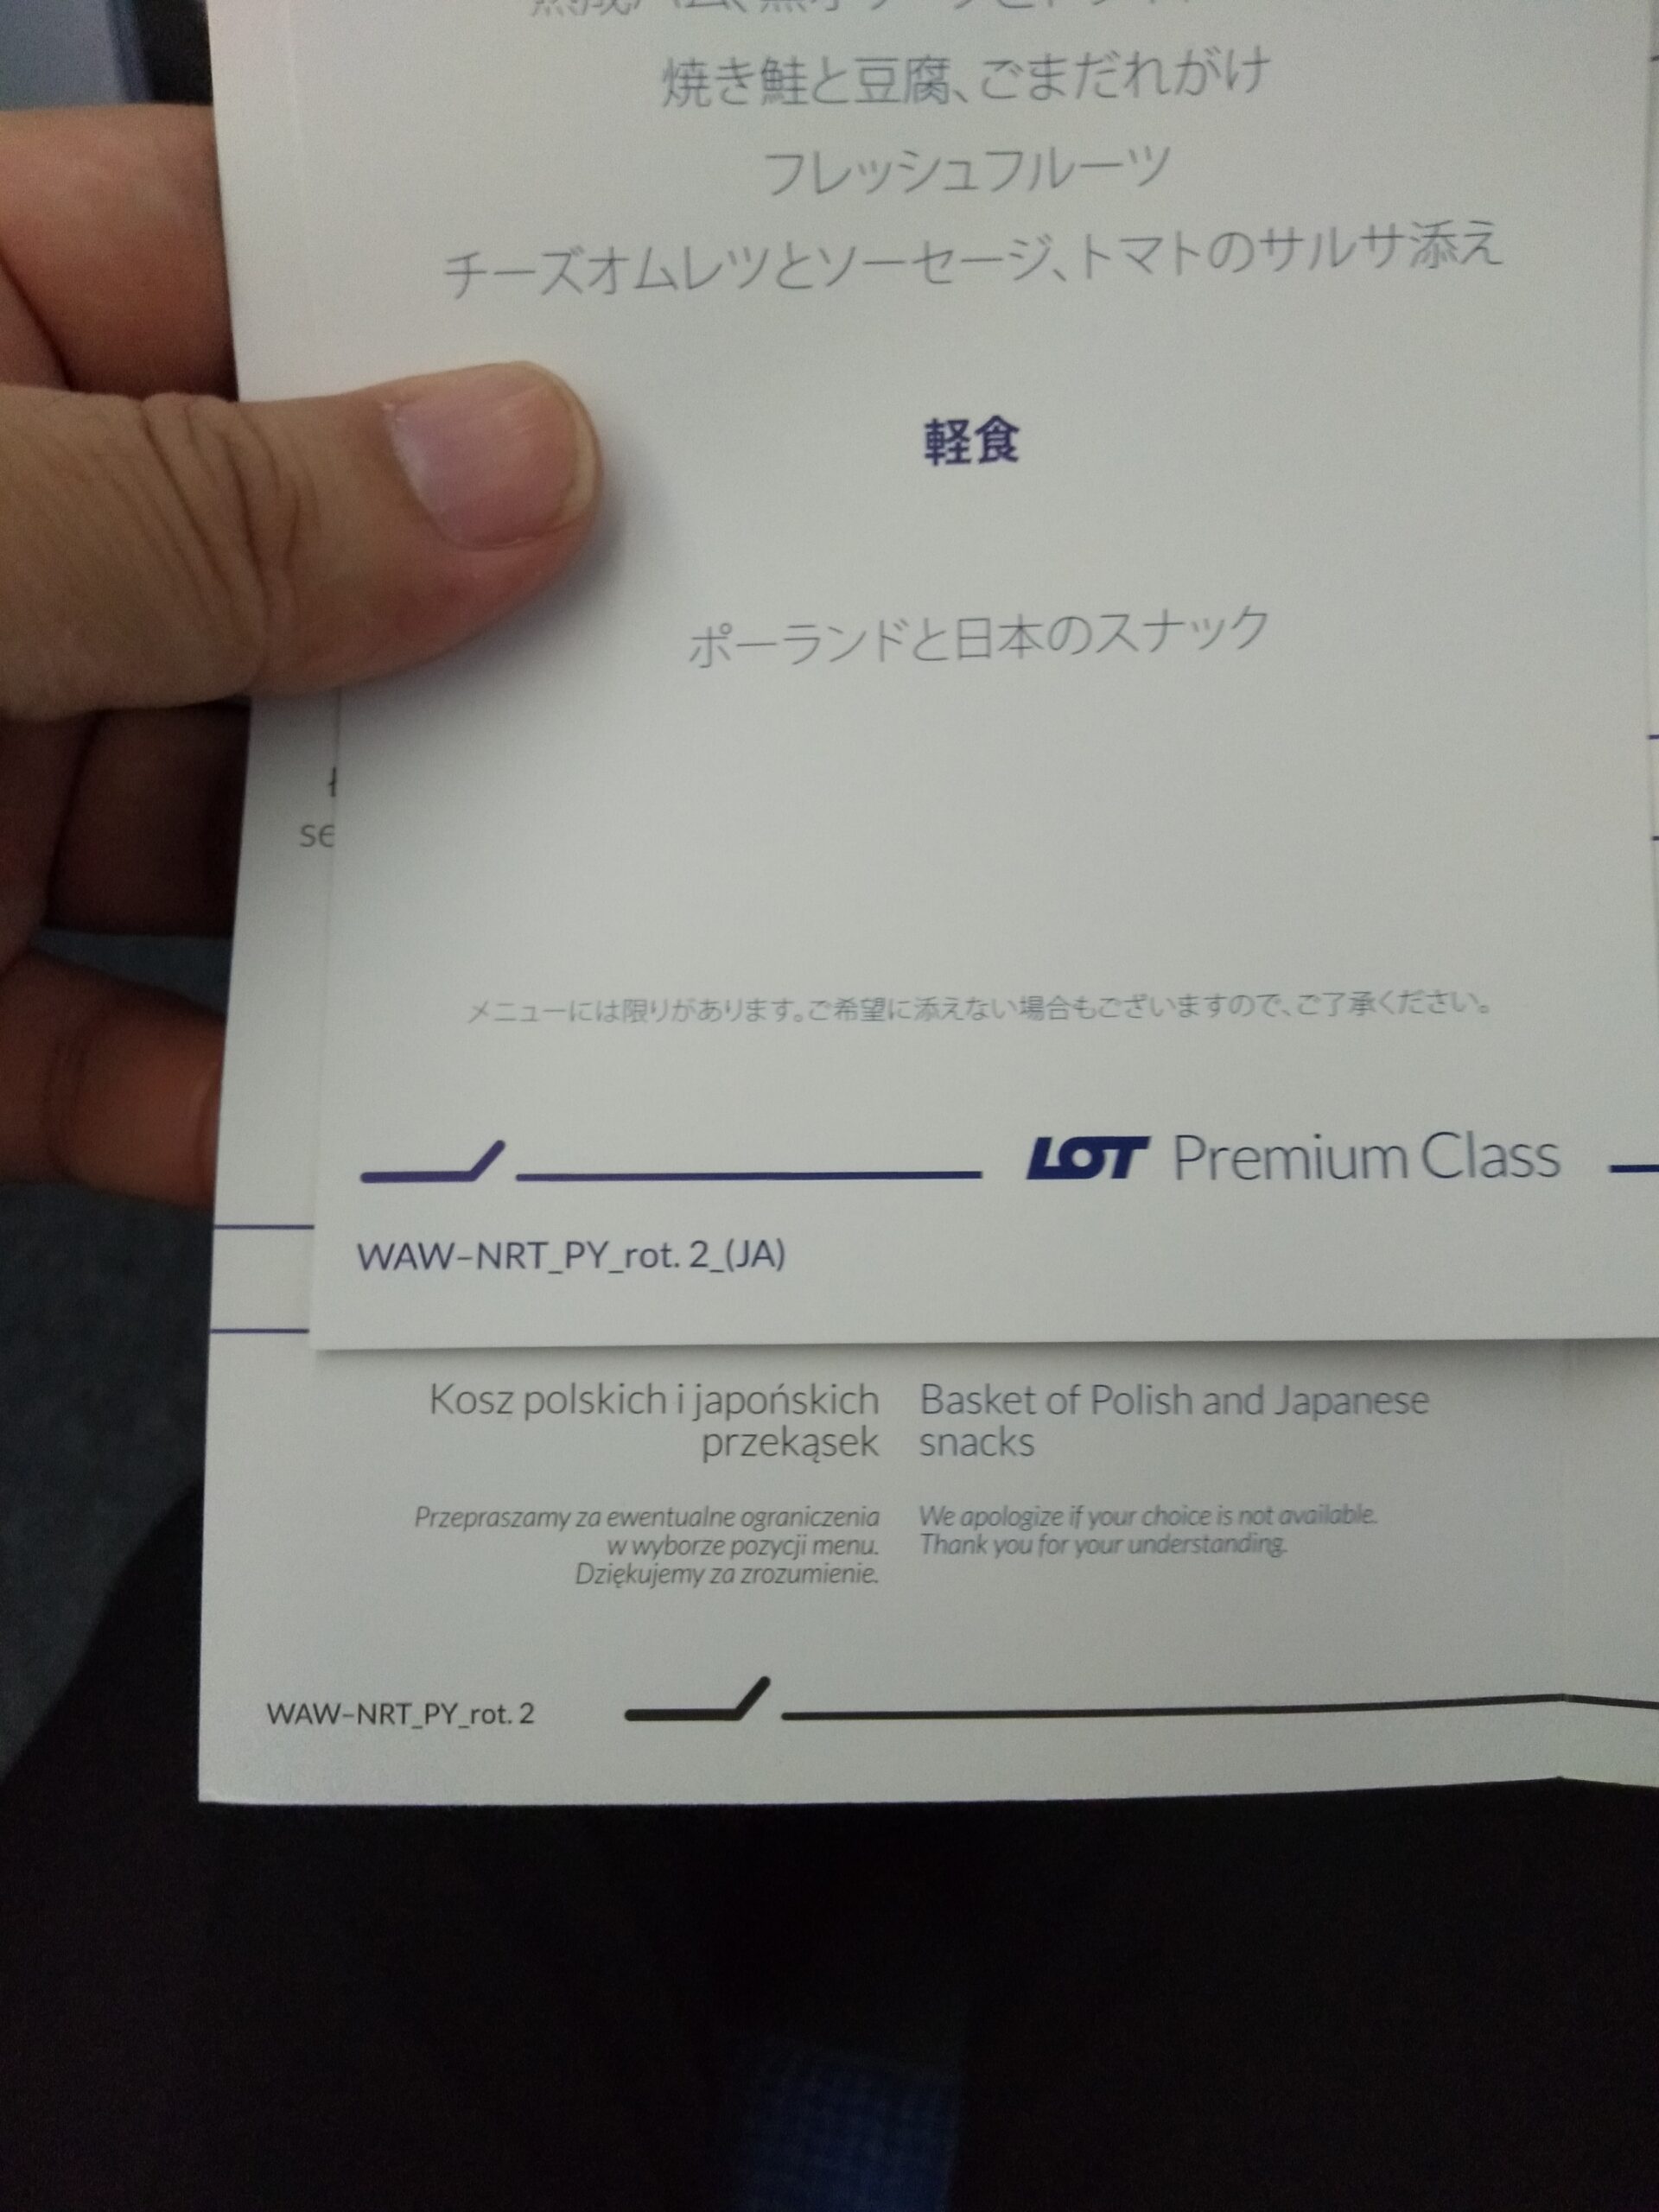 焼き鮭と豆腐、ごまだれがけ
フレッシュフルーツ
チーズオムレツとソーセージ、トマトのサルサ添え
軽食
ポーランドと日本のスナック
メニューには限りがあります。ご希望に添えない場合もございますので、ご了承ください。
LOT Premium Class
WAW–NRT_PY_rot. 2_(JA)
Kosz polskich i japońskich
przekąsek
Basket of Polish and Japanese
snacks
Przepraszamy za ewentualne ograniczenia
w wyborze pozycji menu.
Dziękujemy za zrozumienie.
We apologize if your choice is not available.
Thank you for your understanding.
WAW–NRT_PY_rot. 2